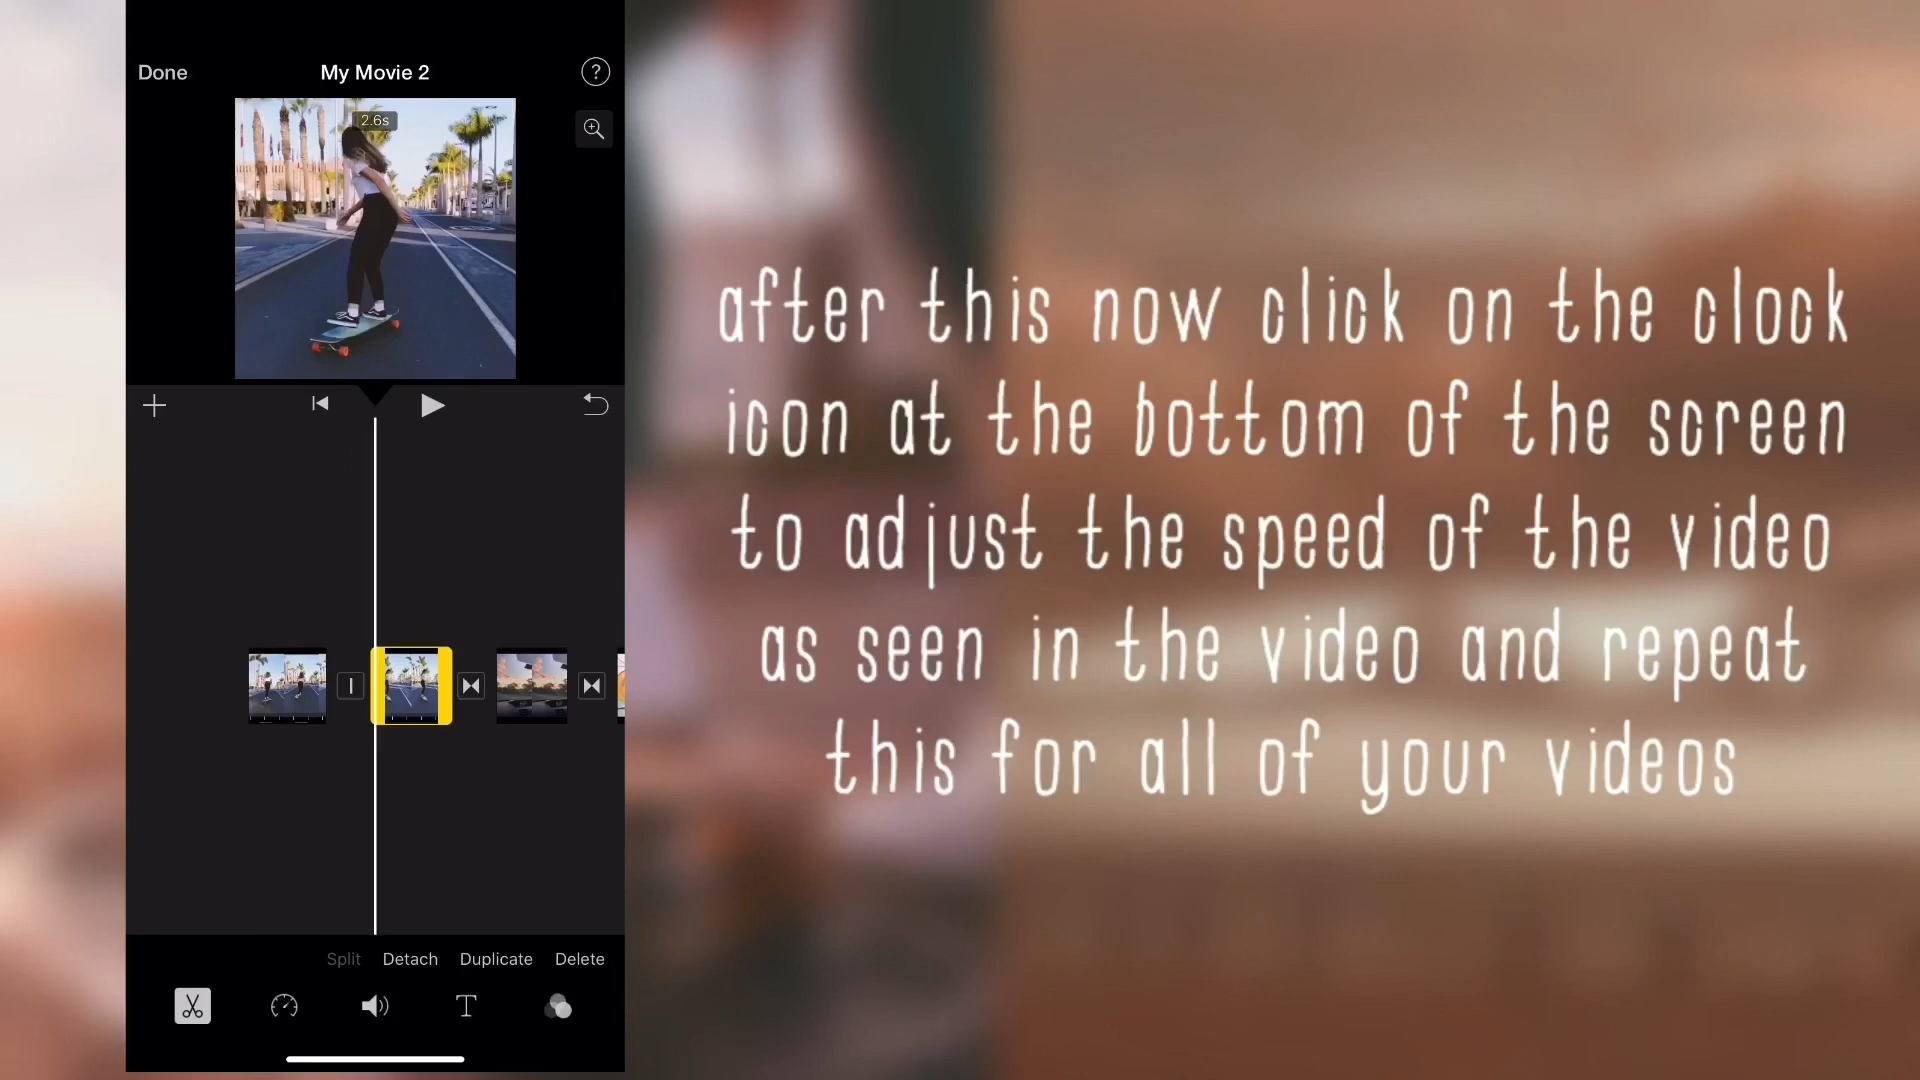 Done
My Movie 2
?
2.6s
after this now click on the clock
icon at the bottom of the screen
to adjust the speed of the video
as seen in the video and repeat
this for all of your videos
Split Detach Duplicate Delete
T